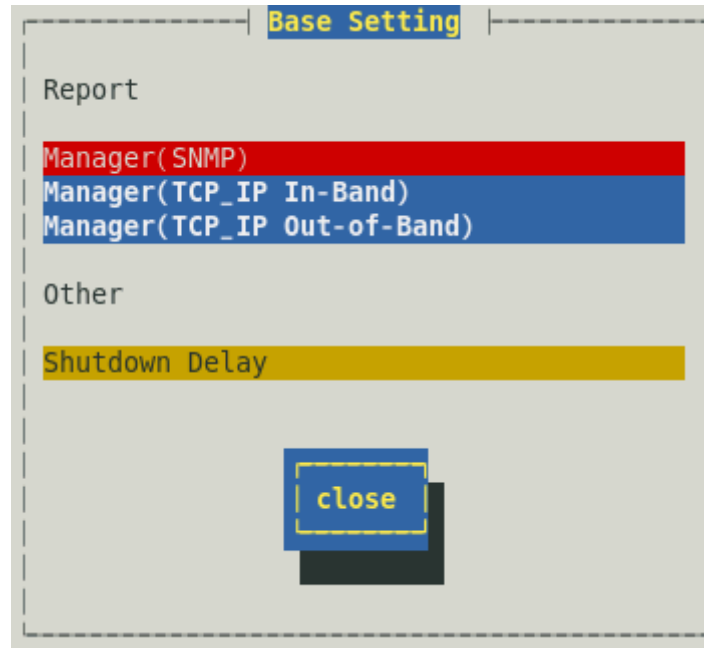 Base Setting
Report
Manager(SNMP)
Manager(TCP_IP In-Band)
Manager(TCP_IP Out-of-Band)
Other
Shutdown Delay
close